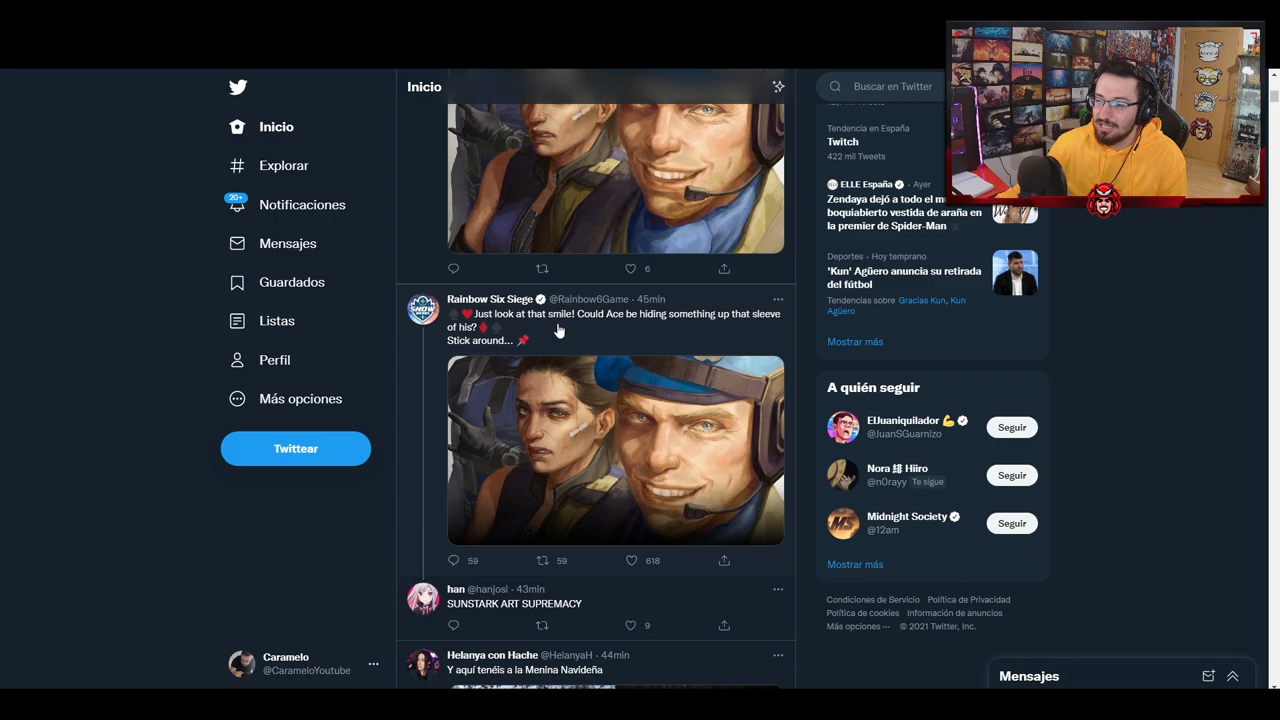 Inicio
Explorar
20+
Notificaciones
Mensajes
Guardados
Listas
Perfil
Más opciones
Twittear
Caramelo
@CarameloYoutube
Inicio
6
Rainbow Six Siege @Rainbow6Game · 45min
♠️❤️Just look at that smile! Could Ace be hiding something up that sleeve
of his?♦️♠️
Stick around... 📌
59
59
618
han @hanjosi · 43min
SUNSTARK ART SUPREMACY
9
Helanya con Hache @HelanyaH · 44min
Y aquí tenéis a la Menina Navideña
Buscar en Twitter
Tendencia en España
Twitch
422 mil Tweets
ELLE España · Ayer
Zendaya dejó a todo el
boquiabierto vestida de araña en
la premier de Spider-Man
Deportes · Hoy temprano
'Kun' Agüero anuncia su retirada
del fútbol
Tendencias sobre Gracias Kun, Kun
Agüero
Mostrar más
A quién seguir
ElJuaniquilador 💪
@JuanSGuarnizo
Seguir
Nora 緋 Hiiro
@n0rayy Te sigue
Seguir
Midnight Society
@12am
Seguir
Mostrar más
Condiciones de Servicio Política de Privacidad
Política de cookies Información de anuncios
Más opciones ··· © 2021 Twitter, Inc.
Mensajes